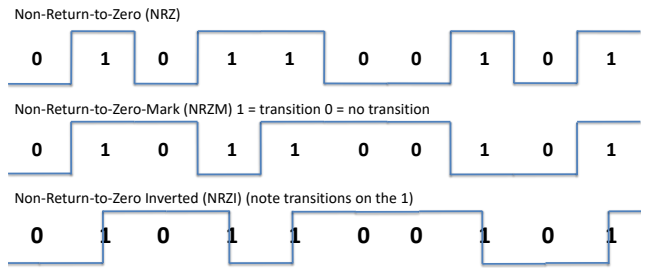 Non-Return-to-Zero (NRZ)
0 1 0 1 1 0 0 1 0 1
Non-Return-to-Zero-Mark (NRZM) 1 = transition 0 = no transition
0 1 0 1 1 0 0 1 0 1
Non-Return-to-Zero Inverted (NRZI) (note transitions on the 1)
0 1 0 1 1 0 0 1 0 1